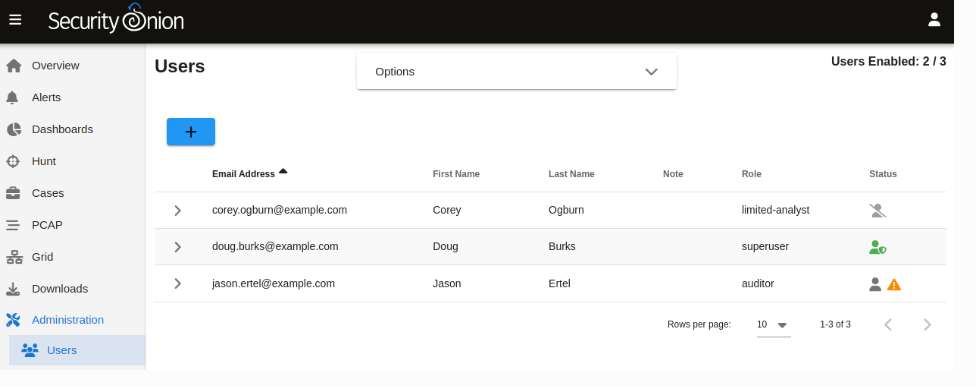 Security Onion
Overview
Alerts
Dashboards
Hunt
Cases
PCAP
Grid
Downloads
Administration
Users
Users
Options
Users Enabled: 2 / 3
+
Email Address First Name Last Name Note Role Status
corey.ogburn@example.com Corey Ogburn limited-analyst
doug.burks@example.com Doug Burks superuser
jason.ertel@example.com Jason Ertel auditor
Rows per page: 10 1-3 of 3